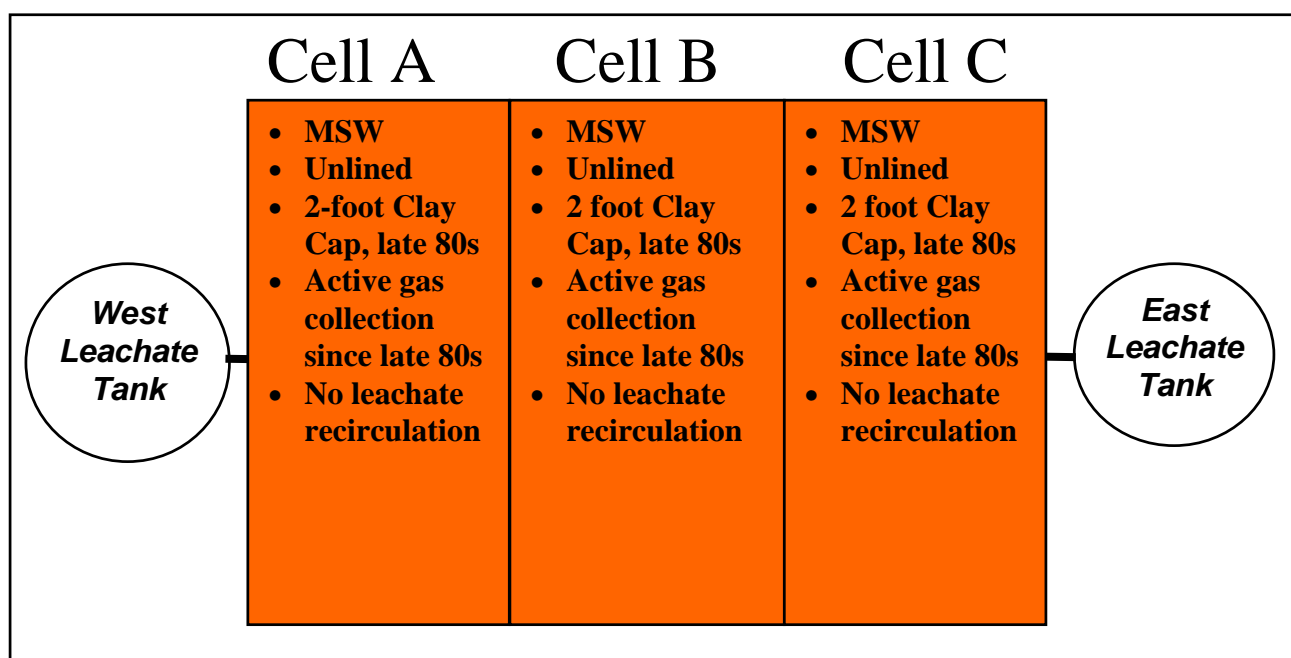 Cell A
Cell B
Cell C
• MSW
• Unlined
• 2-foot Clay
Cap, late 80s
• Active gas
collection
since late 80s
• No leachate
recirculation
• MSW
• Unlined
• 2 foot Clay
Cap, late 80s
• Active gas
collection
since late 80s
• No leachate
recirculation
• MSW
• Unlined
• 2 foot Clay
Cap, late 80s
• Active gas
collection
since late 80s
• No leachate
recirculation
West
Leachate
Tank
East
Leachate
Tank